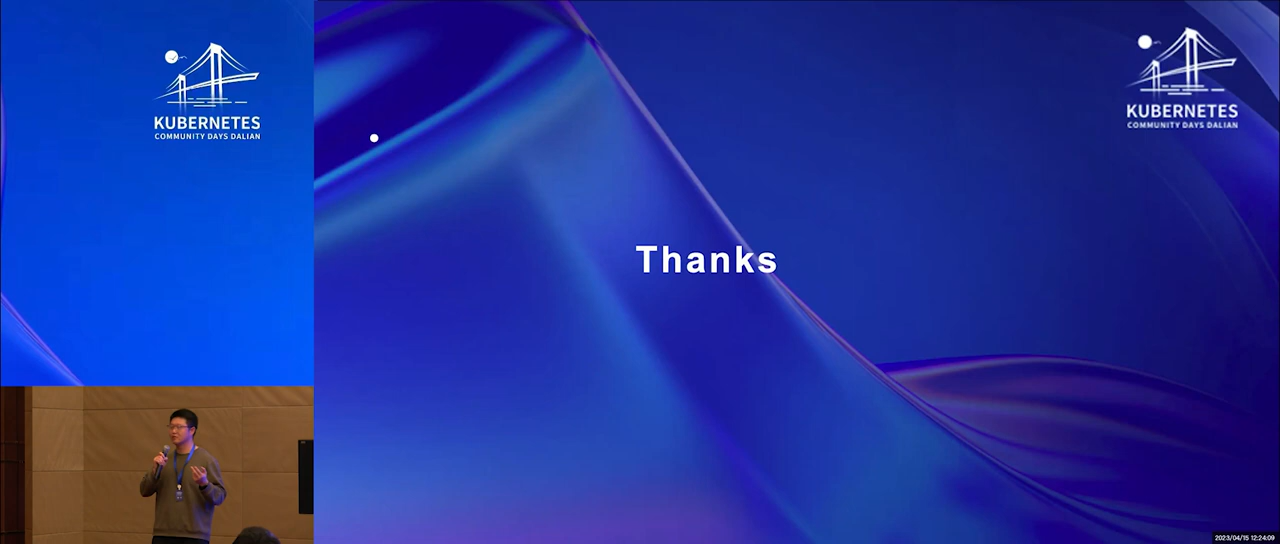 KUBERNETES
COMMUNITY DAYS DALIAN
KUBERNETES
COMMUNITY DAYS DALIAN
Thanks
2023/04/15 12:24:09